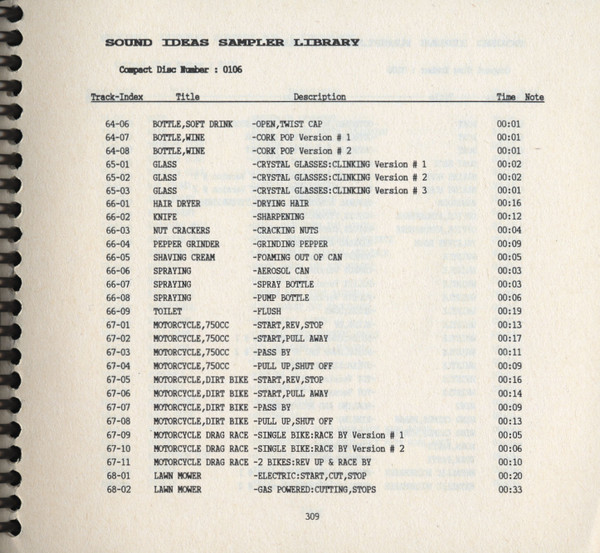 SOUND IDEAS SAMPLER LIBRARY
Compact Disc Number : 0106
Track-Index Title Description Time Note
64-06 BOTTLE,SOFT DRINK -OPEN,TWIST CAP 00:01
64-07 BOTTLE,WINE -CORK POP Version # 1 00:01
64-08 BOTTLE,WINE -CORK POP Version # 2 00:01
65-01 GLASS -CRYSTAL GLASSES:CLINKING Version # 1 00:02
65-02 GLASS -CRYSTAL GLASSES:CLINKING Version # 2 00:02
65-03 GLASS -CRYSTAL GLASSES:CLINKING Version # 3 00:01
66-01 HAIR DRYER -DRYING HAIR 00:16
66-02 KNIFE -SHARPENING 00:12
66-03 NUT CRACKERS -CRACKING NUTS 00:04
66-04 PEPPER GRINDER -GRINDING PEPPER 00:09
66-05 SHAVING CREAM -FOAMING OUT OF CAN 00:05
66-06 SPRAYING -AEROSOL CAN 00:03
66-07 SPRAYING -SPRAY BOTTLE 00:03
66-08 SPRAYING -PUMP BOTTLE 00:06
66-09 TOILET -FLUSH 00:19
67-01 MOTORCYCLE,750CC -START,REV,STOP 00:13
67-02 MOTORCYCLE,750CC -START,PULL AWAY 00:17
67-03 MOTORCYCLE,750CC -PASS BY 00:11
67-04 MOTORCYCLE,750CC -PULL UP,SHUT OFF 00:09
67-05 MOTORCYCLE,DIRT BIKE -START,REV,STOP 00:16
67-06 MOTORCYCLE,DIRT BIKE -START,PULL AWAY 00:14
67-07 MOTORCYCLE,DIRT BIKE -PASS BY 00:09
67-08 MOTORCYCLE,DIRT BIKE -PULL UP,SHUT OFF 00:13
67-09 MOTORCYCLE DRAG RACE -SINGLE BIKE:RACE BY Version # 1 00:05
67-10 MOTORCYCLE DRAG RACE -SINGLE BIKE:RACE BY Version # 2 00:06
67-11 MOTORCYCLE DRAG RACE -2 BIKES:REV UP & RACE BY 00:10
68-01 LAWN MOWER -ELECTRIC:START,CUT,STOP 00:20
68-02 LAWN MOWER -GAS POWERED:CUTTING,STOPS 00:33
309